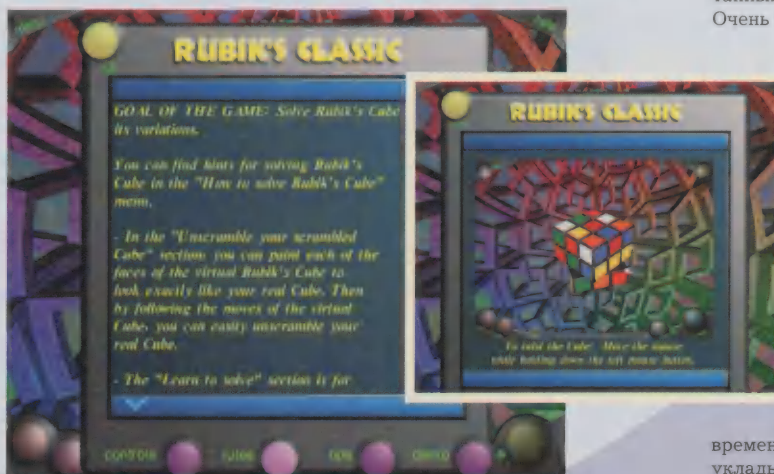 Очень
RUBIK'S CLASSIC
GOAL OF THE GAME: Solve Rubik's Cube
its variations.
You can find hints for solving Rubik's
Cube in the "How to solve Rubik's Cube"
menu.
- In the "Unscramble your scrambled
Cube" section you can paint each of the
faces of the virtual Rubik's Cube to
look exactly like your real Cube. Then
by following the moves of the virtual
Cube, you can easily unscramble your
real Cube.
- The "Learn to solve" section is for
controls rules demo
RUBIK'S CLASSIC
the Cube: Move the mouse
while holding down the left mouse button.
времен
уклады